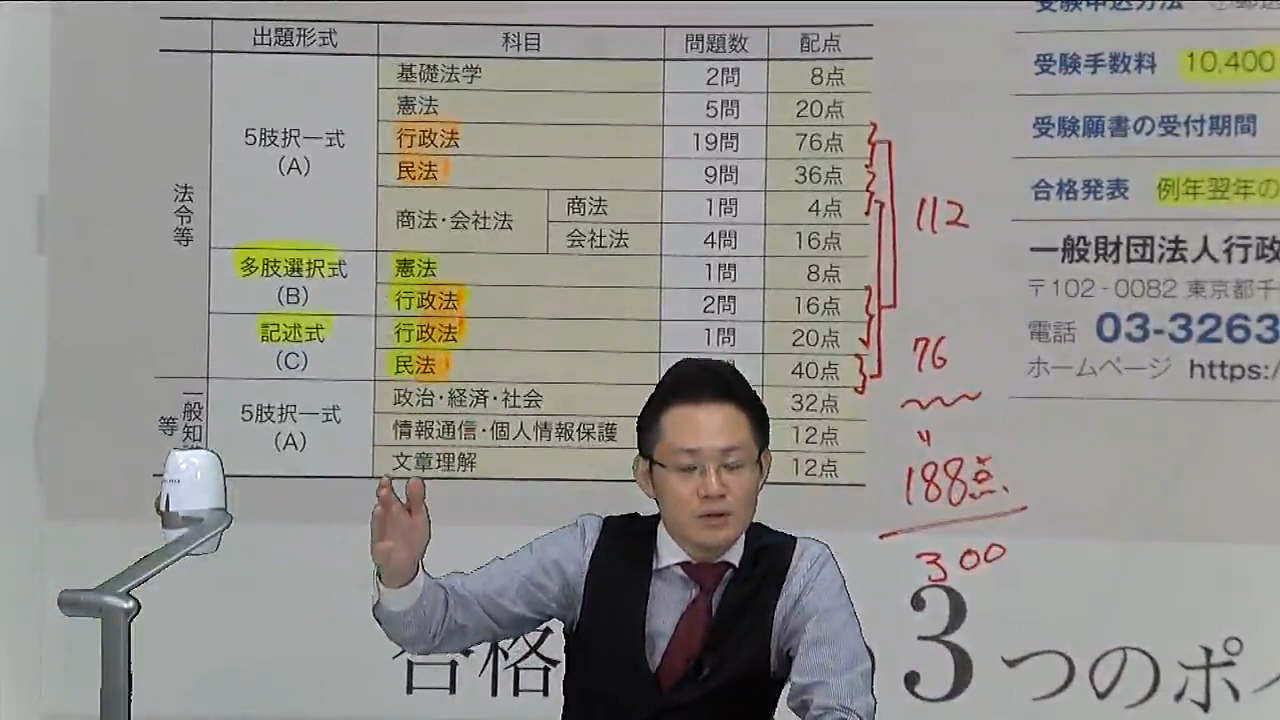 出題形式 科目 問題数 配点
法令等
5肢択一式
(A)
基礎法学 2問 8点
憲法 5問 20点
行政法 19問 76点
民法 9問 36点
商法・会社法
商法 1問 4点
会社法 4問 16点
多肢選択式
(B)
憲法 1問 8点
行政法 2問 16点
記述式
(C)
行政法 1問 20点
民法 40点
一般知
等
5肢択一式
(A)
政治・経済・社会 32点
情報通信・個人情報保護 12点
文章理解 12点
112
76
188点
300
受験申込方法
受験手数料 10,400
受験願書の受付期間
合格発表 例年翌年の
一般財団法人行政
〒102-0082 東京都千
電話 03-3263
ホームページ https:/
合格
3つのポ